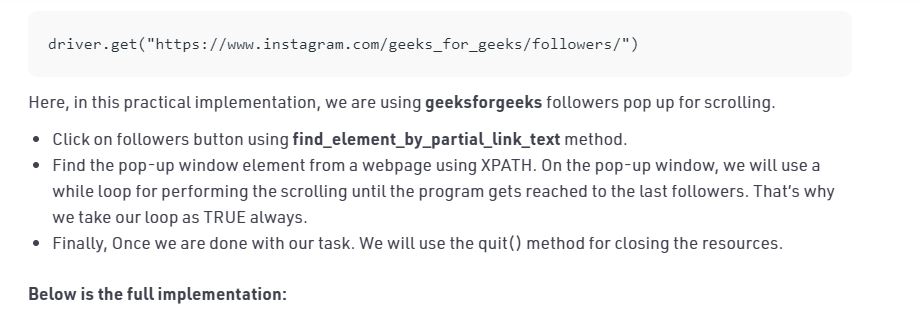 driver.get("https://www.instagram.com/geeks_for_geeks/followers/")
Here, in this practical implementation, we are using geeksforgeeks followers pop up for scrolling.
• Click on followers button using find_element_by_partial_link_text method.
• Find the pop-up window element from a webpage using XPATH. On the pop-up window, we will use a
while loop for performing the scrolling until the program gets reached to the last followers. That’s why
we take our loop as TRUE always.
• Finally, Once we are done with our task. We will use the quit() method for closing the resources.
Below is the full implementation: